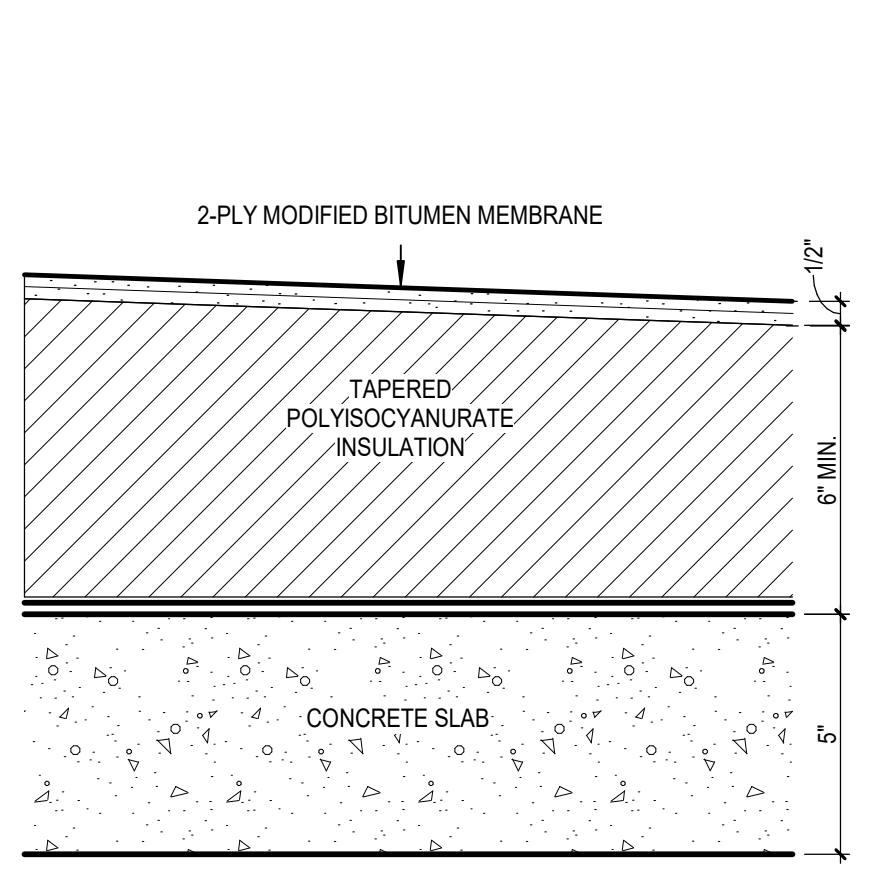 2-PLY MODIFIED BITUMEN MEMBRANE
1/2"
TAPERED
POLYISOCYANURATE
INSULATION
6" MIN.
CONCRETE SLAB
5"